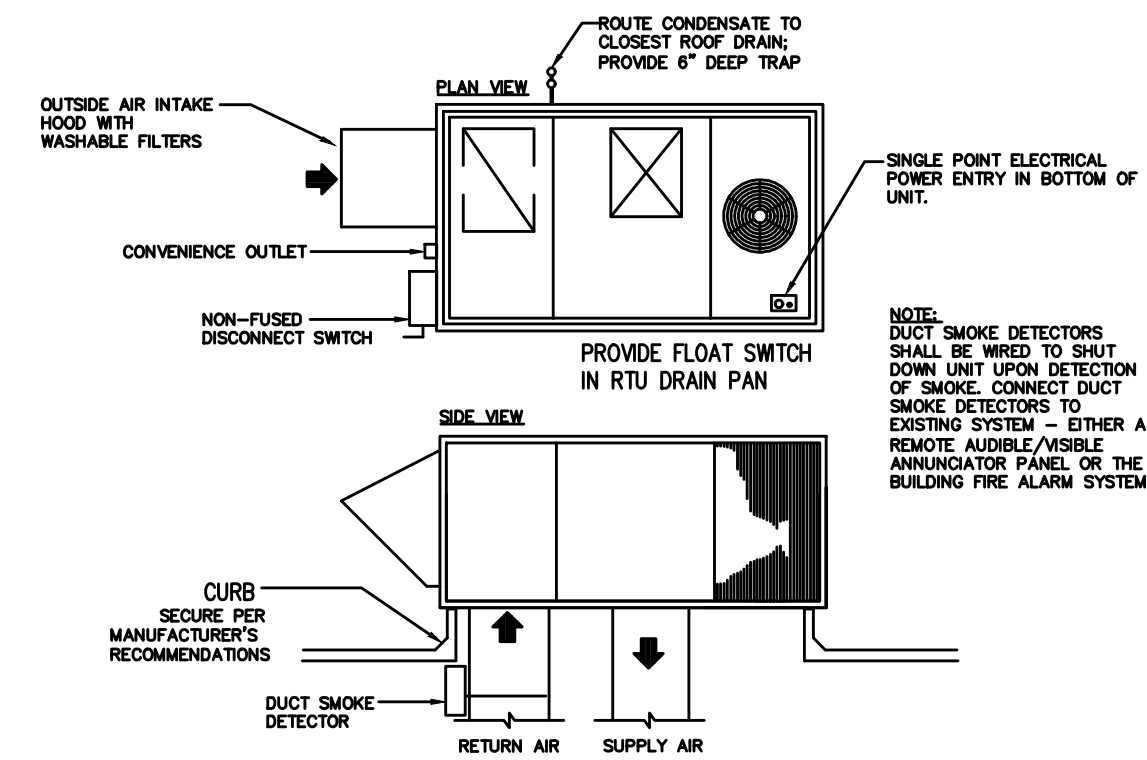 ROUTE CONDENSATE TO
CLOSEST ROOF DRAIN;
PROVIDE 6" DEEP TRAP
PLAN VIEW
OUTSIDE AIR INTAKE
HOOD WITH
WASHABLE FILTERS
SINGLE POINT ELECTRICAL
POWER ENTRY IN BOTTOM OF
UNIT.
CONVENIENCE OUTLET
NON-FUSED
DISCONNECT SWITCH
PROVIDE FLOAT SWITCH
IN RTU DRAIN PAN
NOTE:
DUCT SMOKE DETECTORS
SHALL BE WIRED TO SHUT
DOWN UNIT UPON DETECTION
OF SMOKE. CONNECT DUCT
SMOKE DETECTORS TO
EXISTING SYSTEM – EITHER A
REMOTE AUDIBLE/VISIBLE
ANNUNCIATOR PANEL OR THE
BUILDING FIRE ALARM SYSTEM
SIDE VIEW
CURB
SECURE PER
MANUFACTURER'S
RECOMMENDATIONS
DUCT SMOKE
DETECTOR
RETURN AIR
SUPPLY AIR